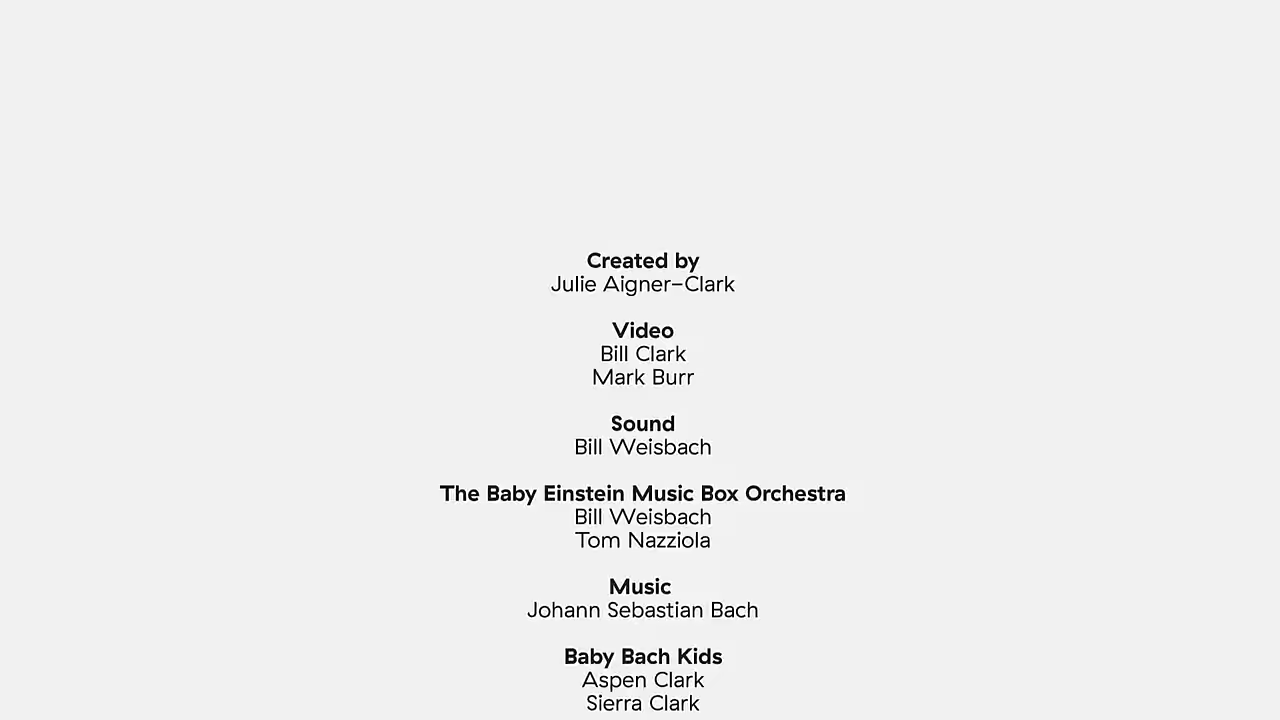 Created by
Julie Aigner–Clark
Video
Bill Clark
Mark Burr
Sound
Bill Weisbach
The Baby Einstein Music Box Orchestra
Bill Weisbach
Tom Nazziola
Music
Johann Sebastian Bach
Baby Bach Kids
Aspen Clark
Sierra Clark